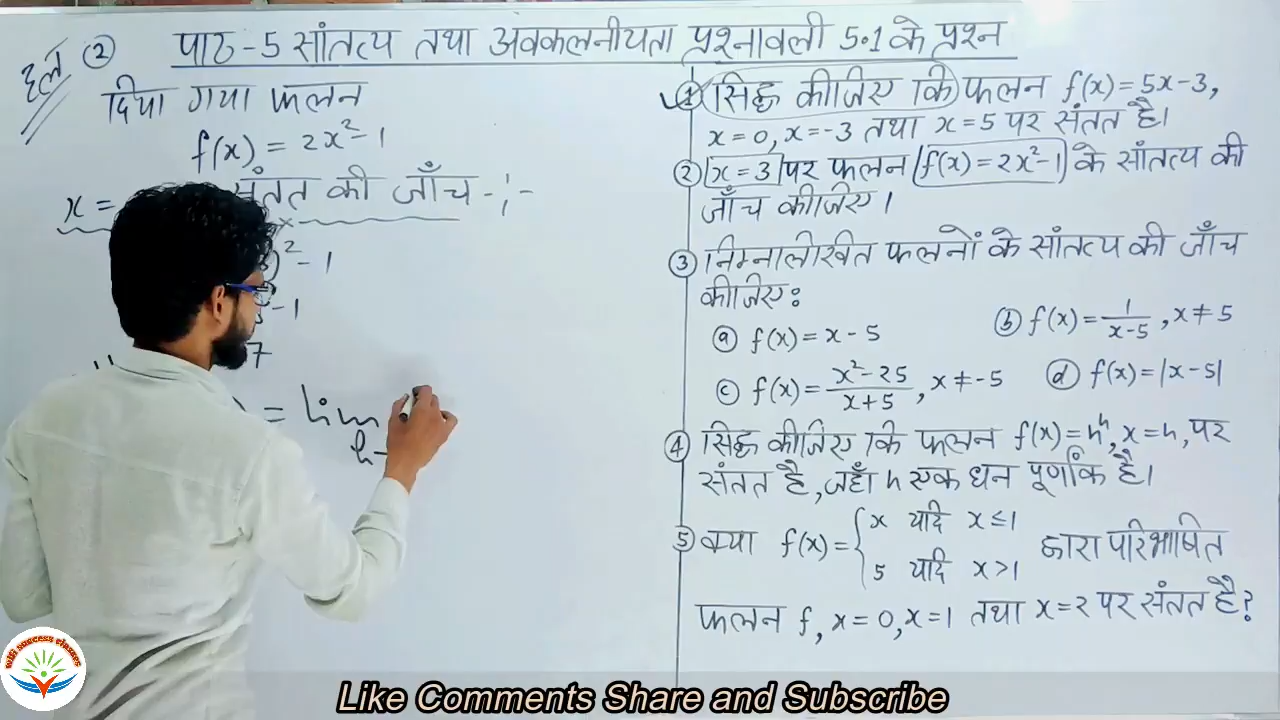 पाठ-5 सांतत्य तथा अवकलनीयता प्रश्नावली 5.1 के प्रश्न
हल ②
दिया गया फलन
f(x) = 2x²-1
x = संतत की जाँच -:-
)²-1
-1
7
= lim
h-
① सिद्ध कीजिए कि फलन f(x) = 5x-3,
x=0, x=-3 तथा x=5 पर संतत है।
② x=3 पर फलन f(x) = 2x²-1 के सांतत्य की
जाँच कीजिए।
③ निम्नलिखित फलनों के सांतत्य की जाँच
कीजिए:
ⓐ f(x) = x-5 ⓑ f(x) = 1/(x-5), x≠5
ⓒ f(x) = (x²-25)/(x+5), x≠-5 ⓓ f(x) = |x-5|
④ सिद्ध कीजिए कि फलन f(x) = nⁿ, x=n, पर
संतत है, जहाँ n एक धन पूर्णांक है।
⑤ क्या f(x) = { x यदि x≤1
5 यदि x>1 द्वारा परिभाषित
फलन f, x=0, x=1 तथा x=2 पर संतत है?
Like Comments Share and Subscribe